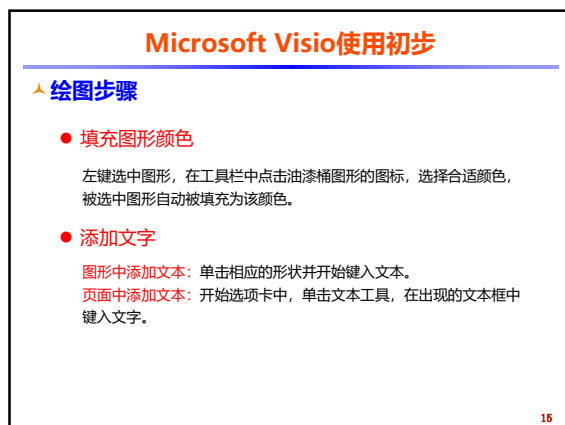 Microsoft Visio使用初步
绘图步骤
填充图形颜色
左键选中图形，在工具栏中点击油漆桶图形的图标，选择合适颜色，
被选中图形自动被填充为该颜色。
添加文字
图形中添加文本：单击相应的形状并开始键入文本。
页面中添加文本：开始选项卡中，单击文本工具，在出现的文本框中
键入文字。
15